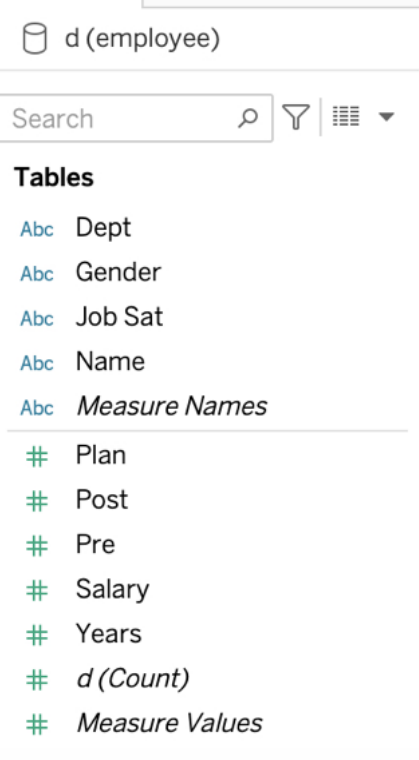 d (employee)
Search
Tables
Abc Dept
Abc Gender
Abc Job Sat
Abc Name
Abc Measure Names
# Plan
# Post
# Pre
# Salary
# Years
# d (Count)
# Measure Values